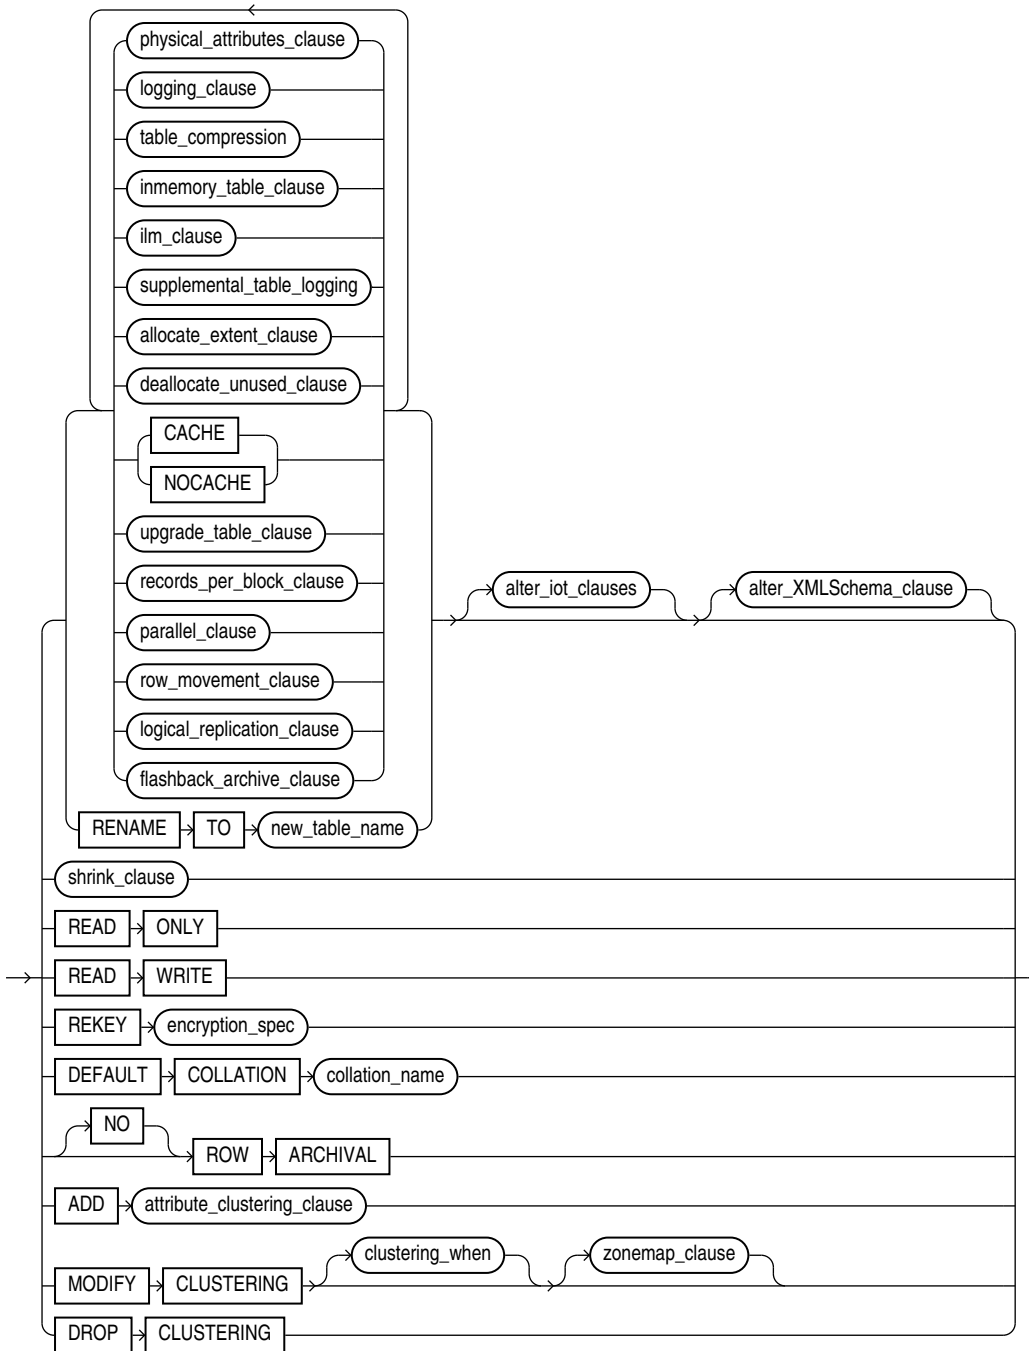 physical_attributes_clause
logging_clause
table_compression
inmemory_table_clause
ilm_clause
supplemental_table_logging
allocate_extent_clause
deallocate_unused_clause
CACHE
NOCACHE
upgrade_table_clause
records_per_block_clause
alter_iot_clauses alter_XMLSchema_clause
parallel_clause
row_movement_clause
logical_replication_clause
flashback_archive_clause
RENAME TO new_table_name
shrink_clause
READ ONLY
READ WRITE
REKEY encryption_spec
DEFAULT COLLATION collation_name
NO
ROW ARCHIVAL
ADD attribute_clustering_clause
clustering_when zonemap_clause
MODIFY CLUSTERING
DROP CLUSTERING